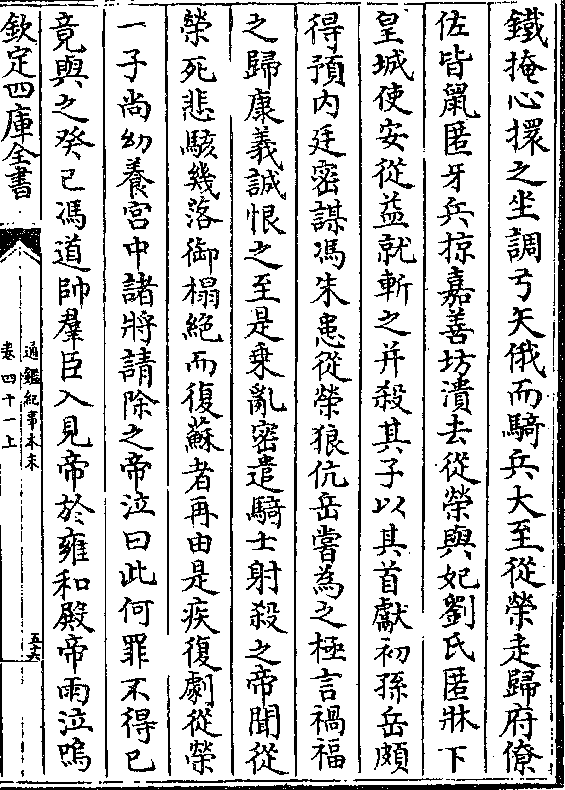 鐵掩心擐之坐調弓矢俄而騎兵大至從榮走歸府僚
佐皆鼠匿牙兵掠嘉善坊潰去從榮與妃劉氏匿牀下
皇城使安從益就斬之并殺其子以其首獻初孫岳頗
得預内廷密謀馮朱患從榮狼伉岳嘗為之極言禍福
之歸康義誠恨之至是乗亂密遣騎士射殺之帝聞從
榮死悲駭幾落御榻絶而復蘇者再由是疾復劇從榮
一子尚幼養宫中諸將請除之帝泣曰此何罪不得已
竟與之癸巳馮道帥羣臣入見帝於雍和殿帝雨泣嗚
欽定四庫全書
通鑑紀事本末
卷四十一上
五十六